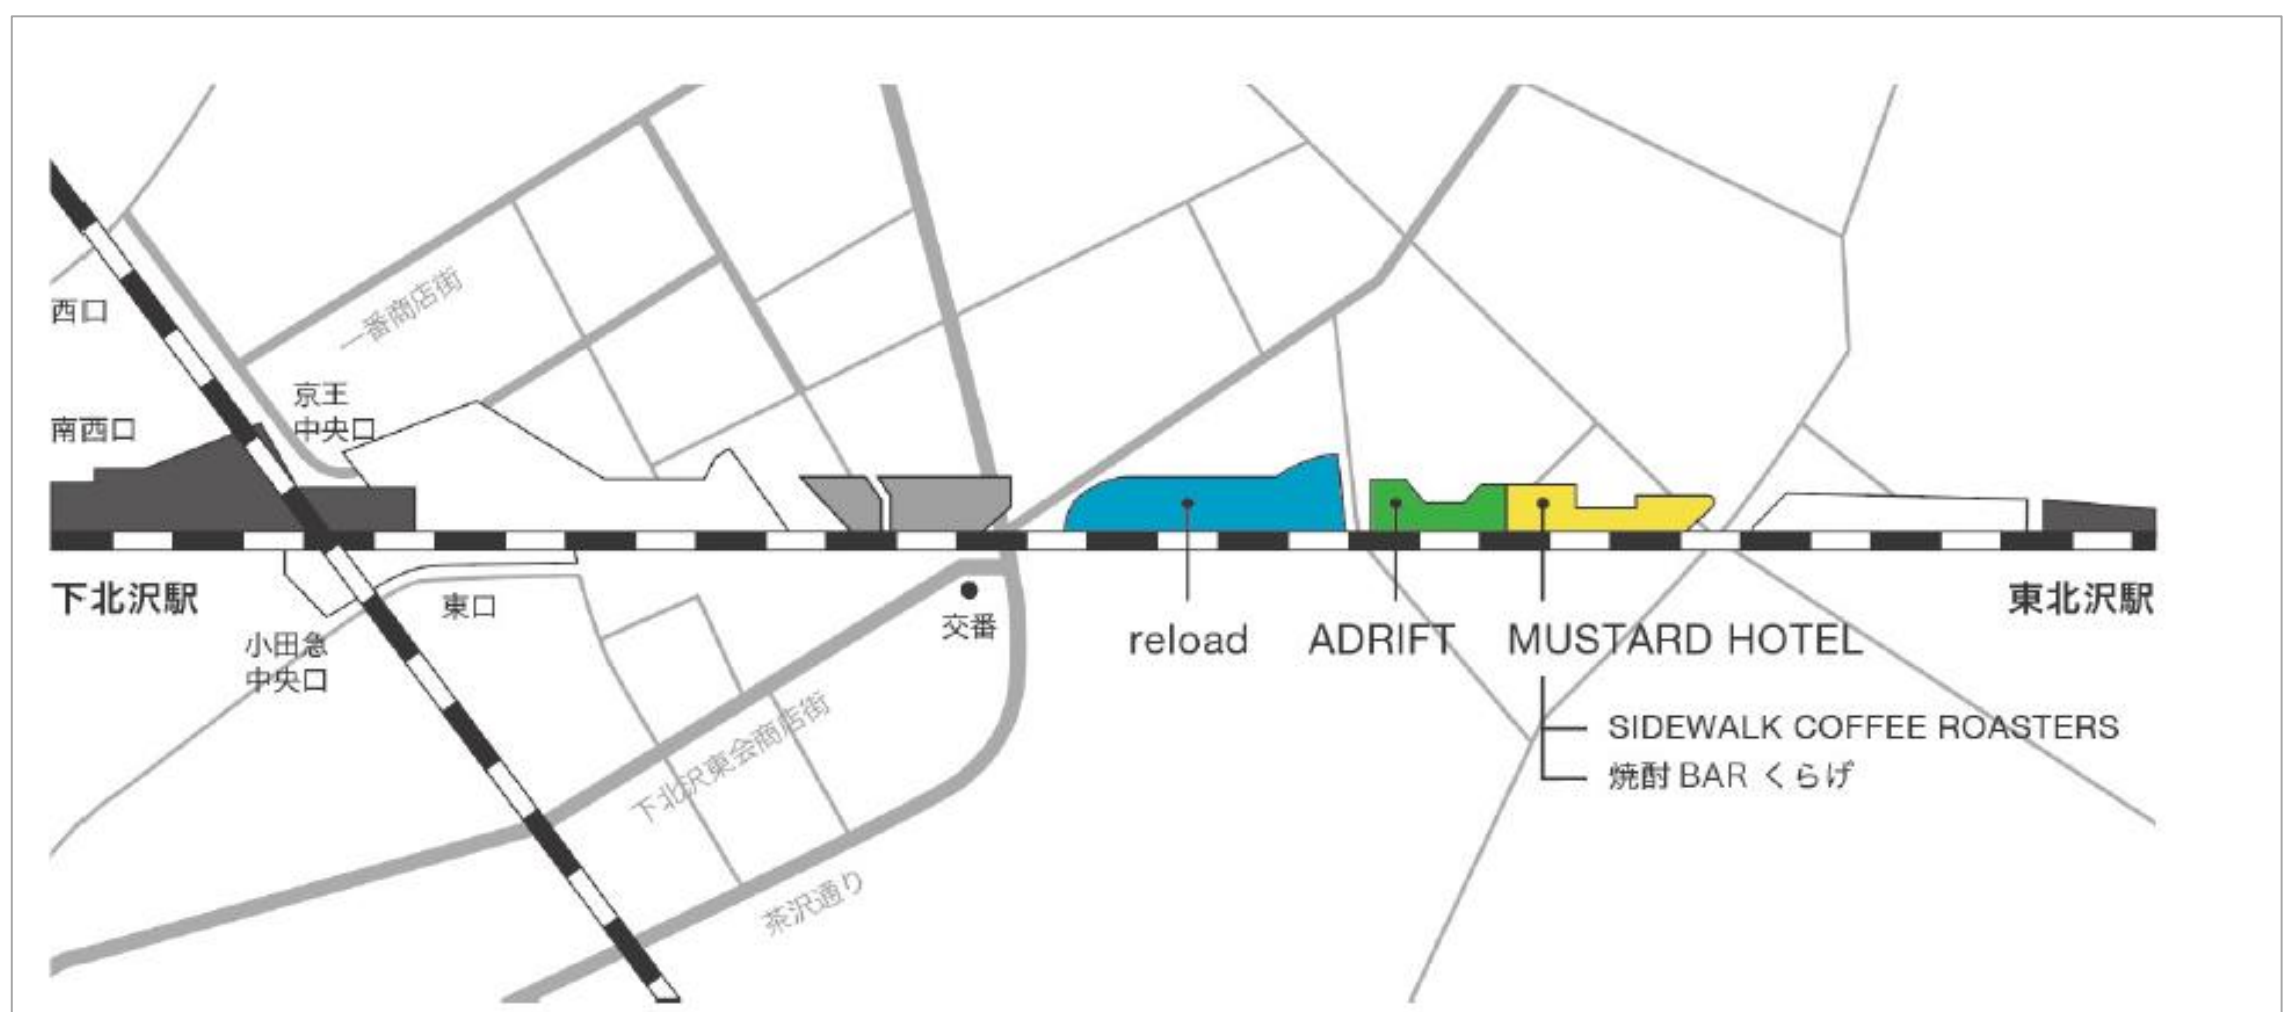 一番商店街
西口
京王
中央口
南西口
下北沢駅
東口
小田急
中央口
交番
reload
ADRIFT
MUSTARD HOTEL
東北沢駅
SIDEWALK COFFEE ROASTERS
焼酎 BAR くらげ
下北沢東会商店街
茶沢通り